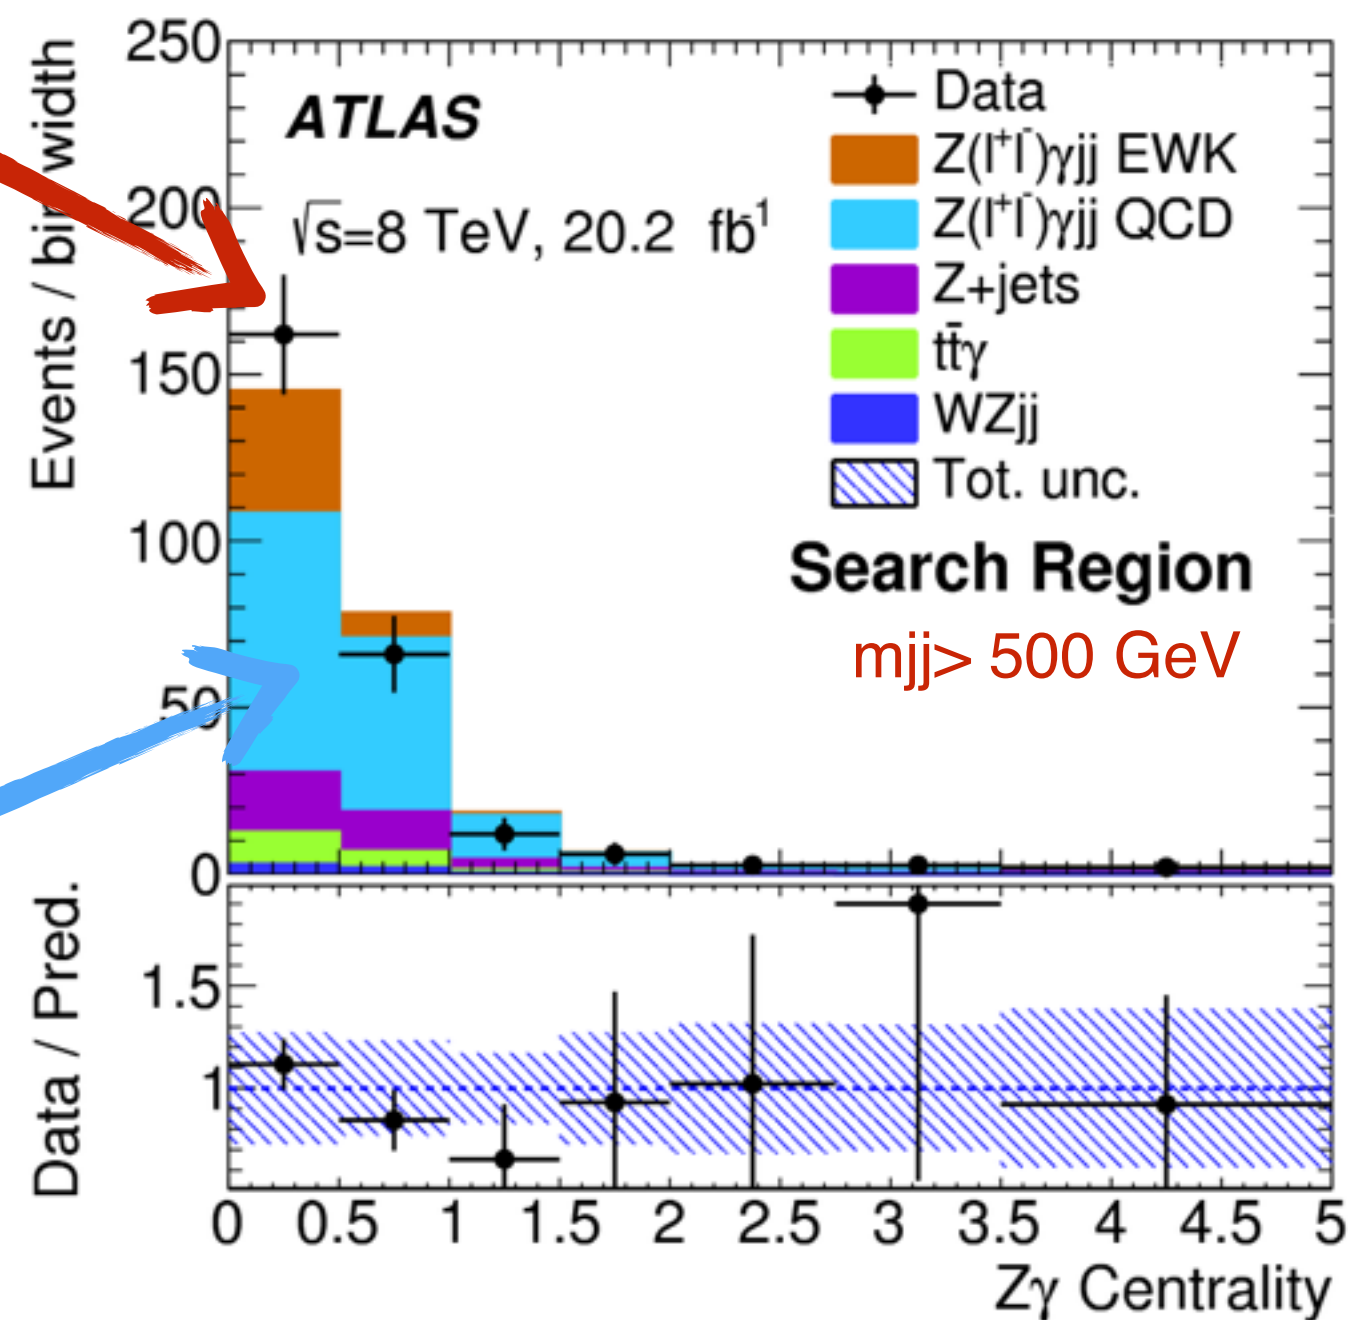 Events / bin width
250
200
150
100
50
0
ATLAS
√s=8 TeV, 20.2 fb⁻¹
Data
Z(l⁺l⁻)γjj EWK
Z(l⁺l⁻)γjj QCD
Z+jets
tt̄γ
WZjj
Tot. unc.
Search Region
mjj> 500 GeV
Data / Pred.
1.5
1
0 0.5 1 1.5 2 2.5 3 3.5 4 4.5 5
Zγ Centrality